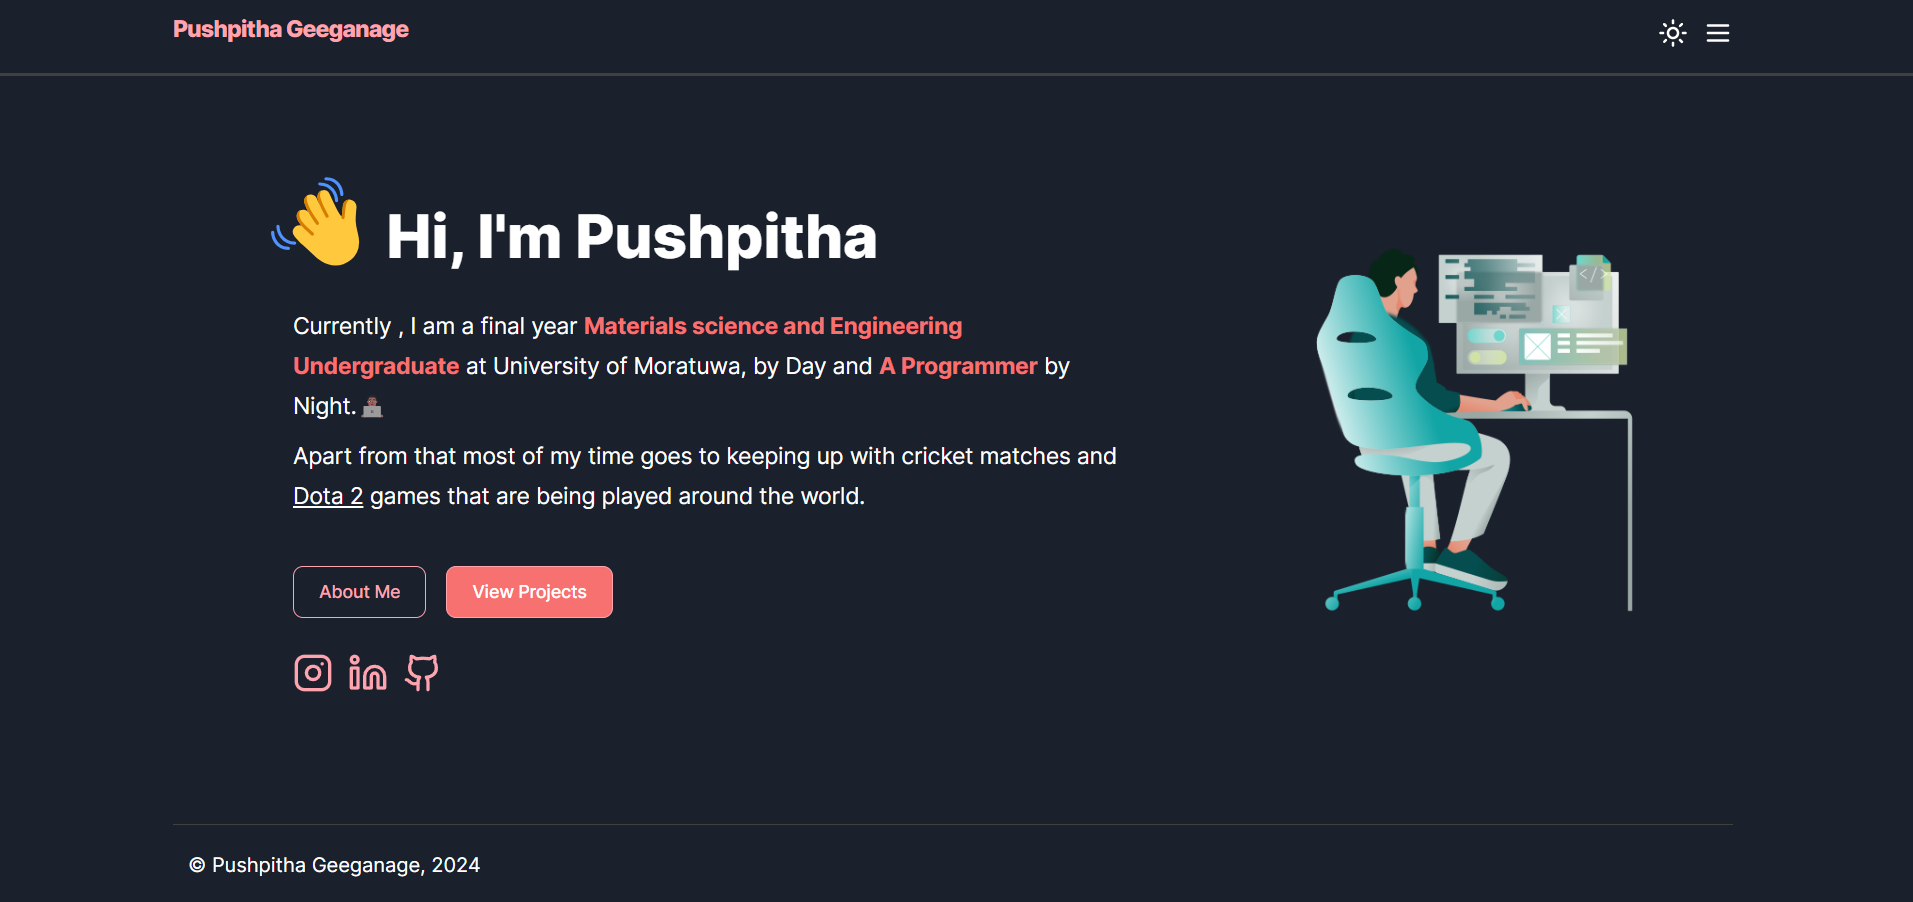 Pushpitha Geeganage
Hi, I'm Pushpitha
Currently , I am a final year Materials science and Engineering
Undergraduate at University of Moratuwa, by Day and A Programmer by
Night.
Apart from that most of my time goes to keeping up with cricket matches and
Dota 2 games that are being played around the world.
About Me
View Projects
© Pushpitha Geeganage, 2024